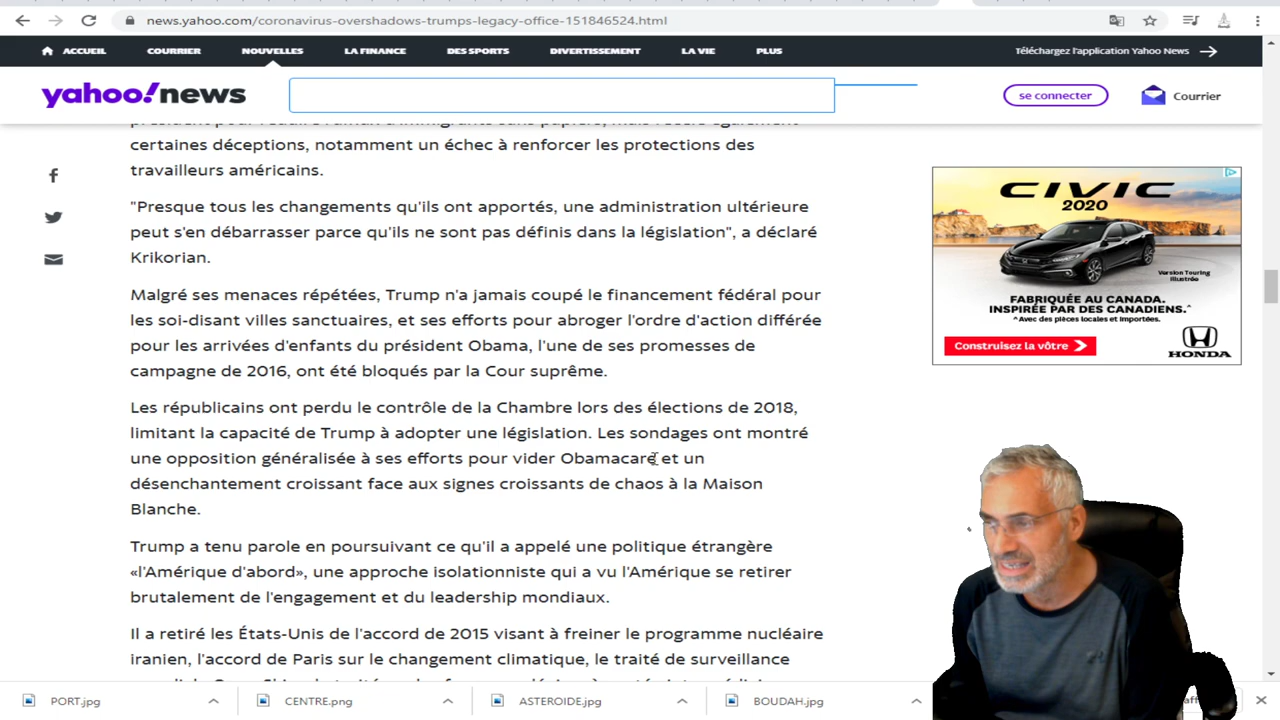 news.yahoo.com/coronavirus-overshadows-trumps-legacy-office-151846524.html
ACCUEIL COURRIER NOUVELLES LA FINANCE DES SPORTS DIVERTISSEMENT LA VIE PLUS Téléchargez l'application Yahoo News
yahoo!news se connecter Courrier
certaines déceptions, notamment un échec à renforcer les protections des
travailleurs américains.
"Presque tous les changements qu'ils ont apportés, une administration ultérieure
peut s'en débarrasser parce qu'ils ne sont pas définis dans la législation", a déclaré
Krikorian.
Malgré ses menaces répétées, Trump n'a jamais coupé le financement fédéral pour
les soi-disant villes sanctuaires, et ses efforts pour abroger l'ordre d'action différée
pour les arrivées d'enfants du président Obama, l'une de ses promesses de
campagne de 2016, ont été bloqués par la Cour suprême.
Les républicains ont perdu le contrôle de la Chambre lors des élections de 2018,
limitant la capacité de Trump à adopter une législation. Les sondages ont montré
une opposition généralisée à ses efforts pour vider Obamacare et un
désenchantement croissant face aux signes croissants de chaos à la Maison
Blanche.
Trump a tenu parole en poursuivant ce qu'il a appelé une politique étrangère
«l'Amérique d'abord», une approche isolationniste qui a vu l'Amérique se retirer
brutalement de l'engagement et du leadership mondiaux.
Il a retiré les États-Unis de l'accord de 2015 visant à freiner le programme nucléaire
iranien, l'accord de Paris sur le changement climatique, le traité de surveillance
CIVIC
2020
Version Touring
illustrée
FABRIQUÉE AU CANADA.
INSPIRÉE PAR DES CANADIENS.^
^Avec des pièces locales et importées.
Construisez la vôtre
HONDA
PORT.jpg CENTRE.png ASTEROIDE.jpg BOUDAH.jpg